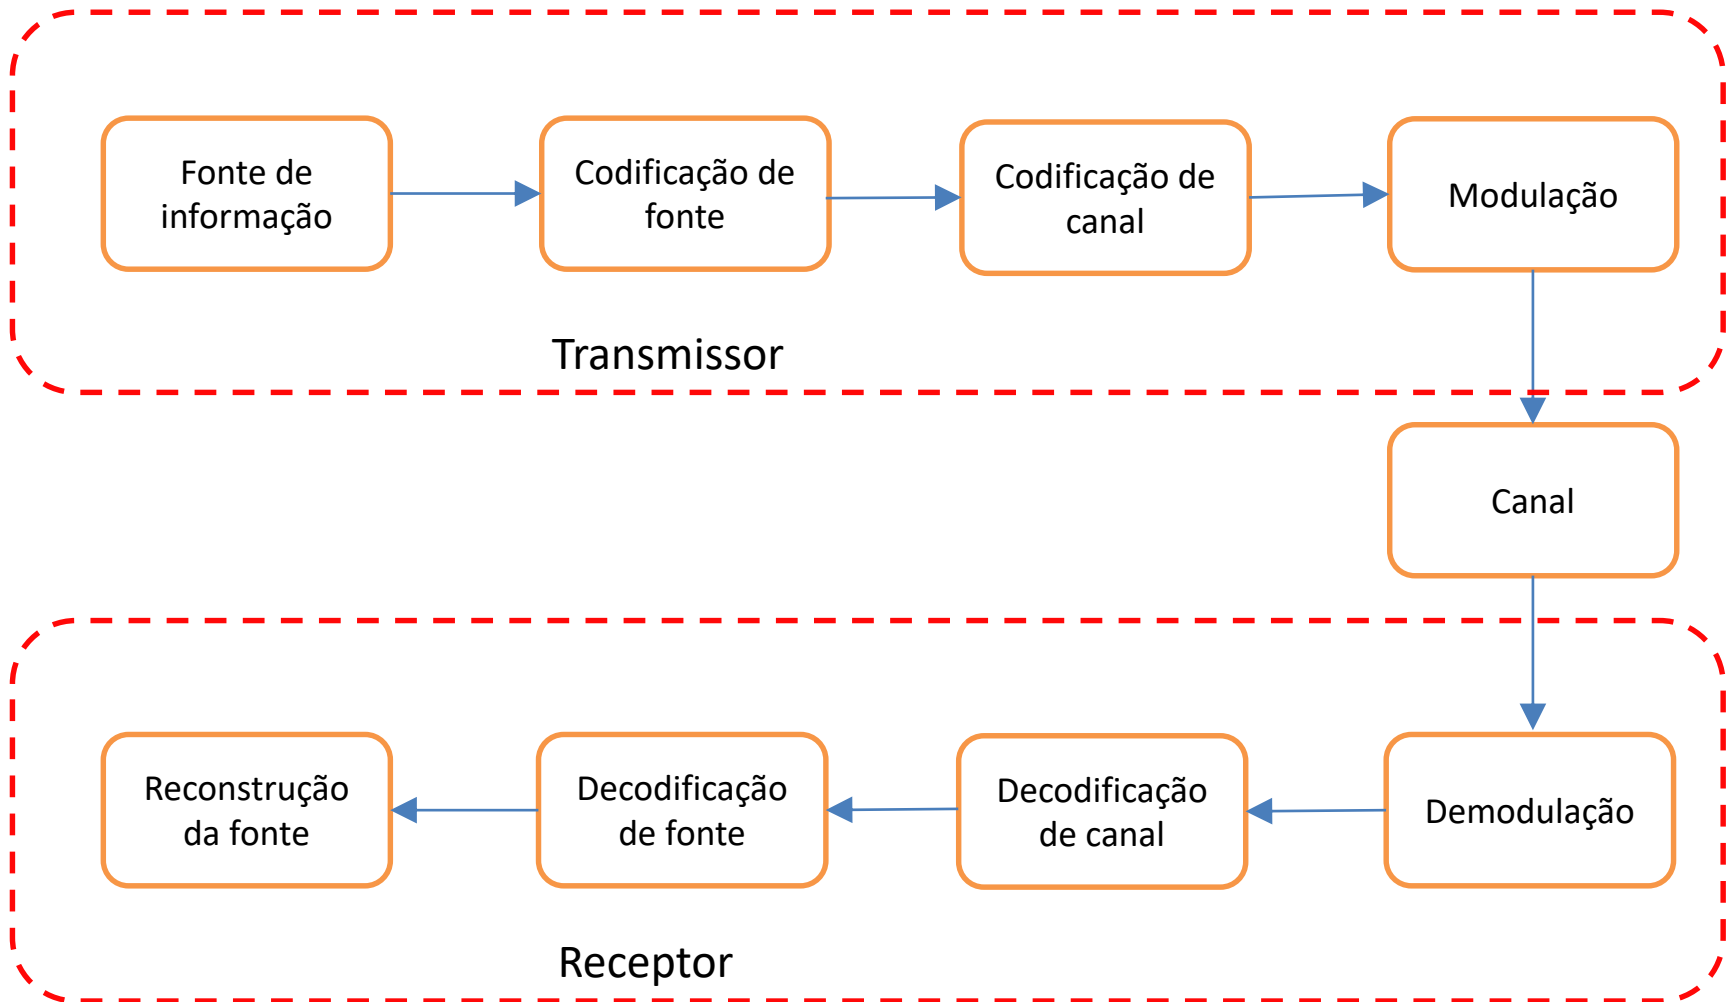 Fonte de
informação
Codificação de
fonte
Codificação de
canal
Modulação
Transmissor
Canal
Reconstrução
da fonte
Decodificação
de fonte
Decodificação
de canal
Demodulação
Receptor